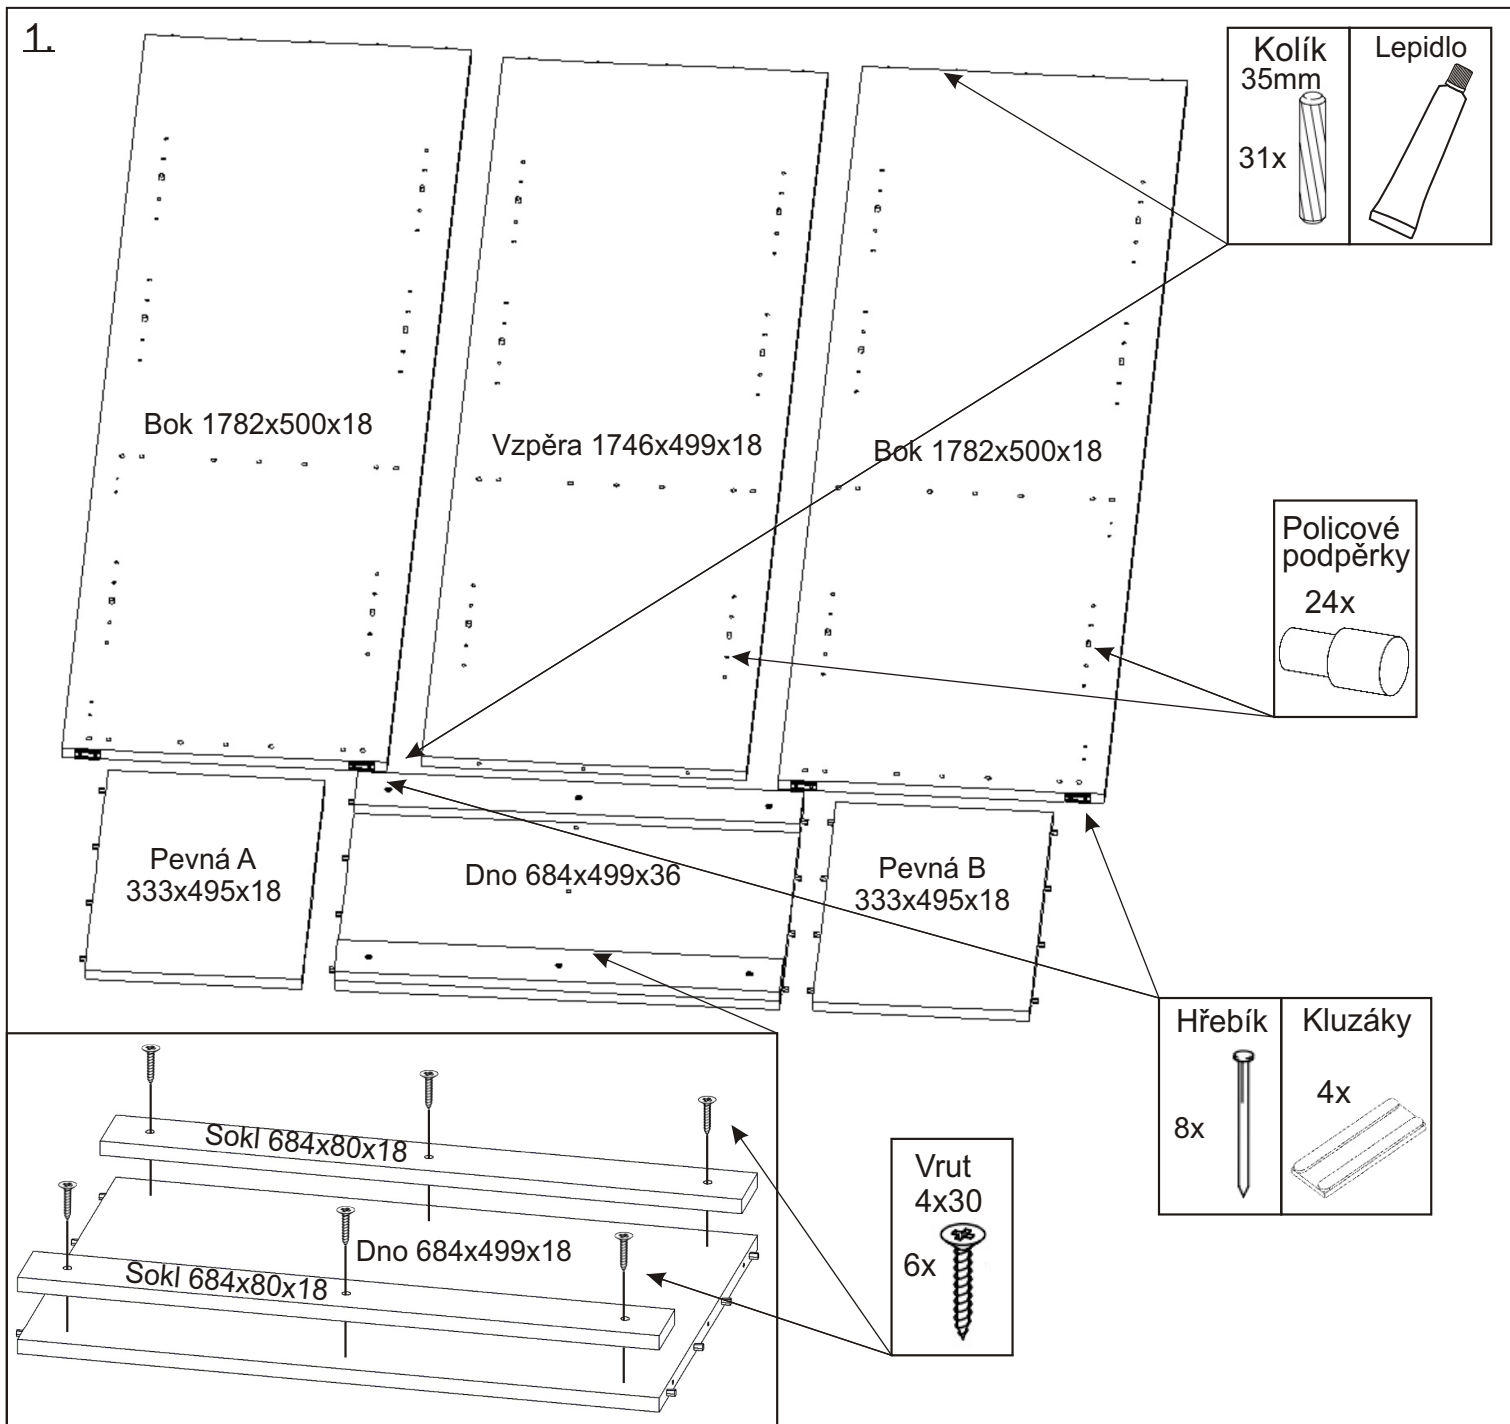 1.
Kolík
35mm
31x
Lepidlo
Bok 1782x500x18
Vzpěra 1746x499x18
Bok 1782x500x18
Policové
podpěrky
24x
Pevná A
333x495x18
Dno 684x499x36
Pevná B
333x495x18
Hřebík
8x
Kluzáky
4x
Sokl 684x80x18
Dno 684x499x18
Sokl 684x80x18
Vrut
4x30
6x